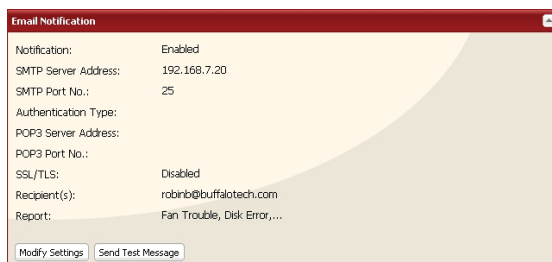 Email Notification
Notification: Enabled
SMTP Server Address: 192.168.7.20
SMTP Port No.: 25
Authentication Type:
POP3 Server Address:
POP3 Port No.:
SSL/TLS: Disabled
Recipient(s): robinb@buffalotech.com
Report: Fan Trouble, Disk Error,...
Modify Settings Send Test Message